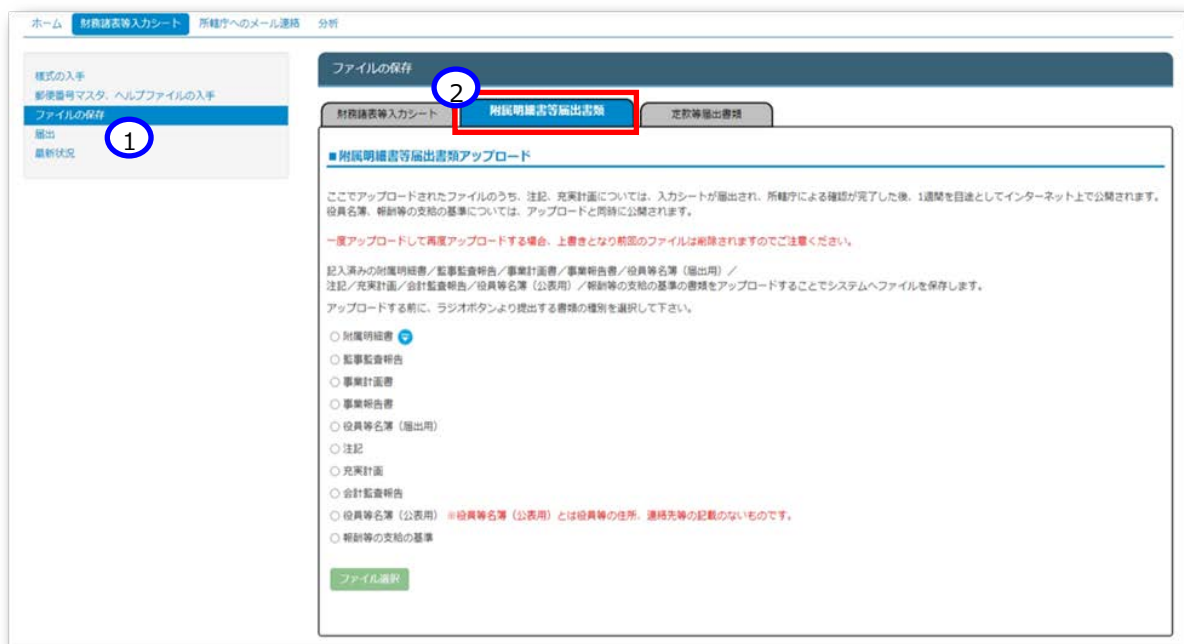 ホーム 財務諸表等入力シート 所轄庁へのメール連絡 分析
様式の入手
郵便番号マスタ、ヘルプファイルの入手
ファイルの保存
届出
最新状況
1
ファイルの保存
2
財務諸表等入力シート 附属明細書等届出書類 定款等届出書類
■附属明細書等届出書類アップロード
ここでアップロードされたファイルのうち、注記、充実計画については、入力シートが届出され、所轄庁による確認が完了した後、1週間を目途としてインターネット上で公開されます。
役員名簿、報酬等の支給の基準については、アップロードと同時に公開されます。
一度アップロードして再度アップロードする場合、上書きとなり前回のファイルは削除されますのでご注意ください。
記入済みの附属明細書/監事監査報告/事業計画書/事業報告書/役員等名簿（届出用）/
注記/充実計画/会計監査報告/役員等名簿（公表用）/報酬等の支給の基準の書類をアップロードすることでシステムへファイルを保存します。
アップロードする前に、ラジオボタンより提出する書類の種別を選択して下さい。
附属明細書
監事監査報告
事業計画書
事業報告書
役員等名簿（届出用）
注記
充実計画
会計監査報告
役員等名簿（公表用） ※役員等名簿（公表用）とは役員等の住所、連絡先等の記載のないものです。
報酬等の支給の基準
ファイル選択